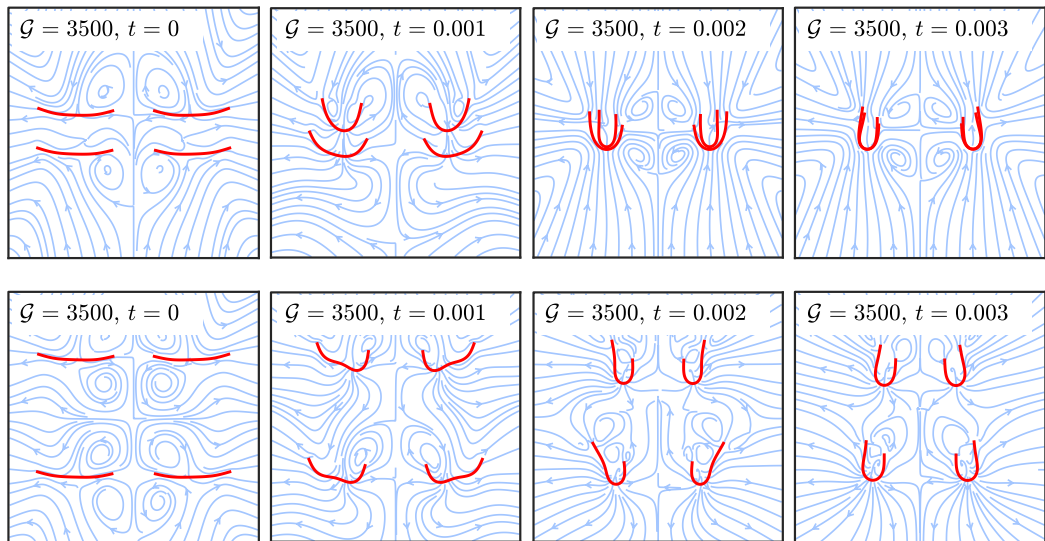 𝒢 = 3500, t = 0
𝒢 = 3500, t = 0.001
𝒢 = 3500, t = 0.002
𝒢 = 3500, t = 0.003
𝒢 = 3500, t = 0
𝒢 = 3500, t = 0.001
𝒢 = 3500, t = 0.002
𝒢 = 3500, t = 0.003